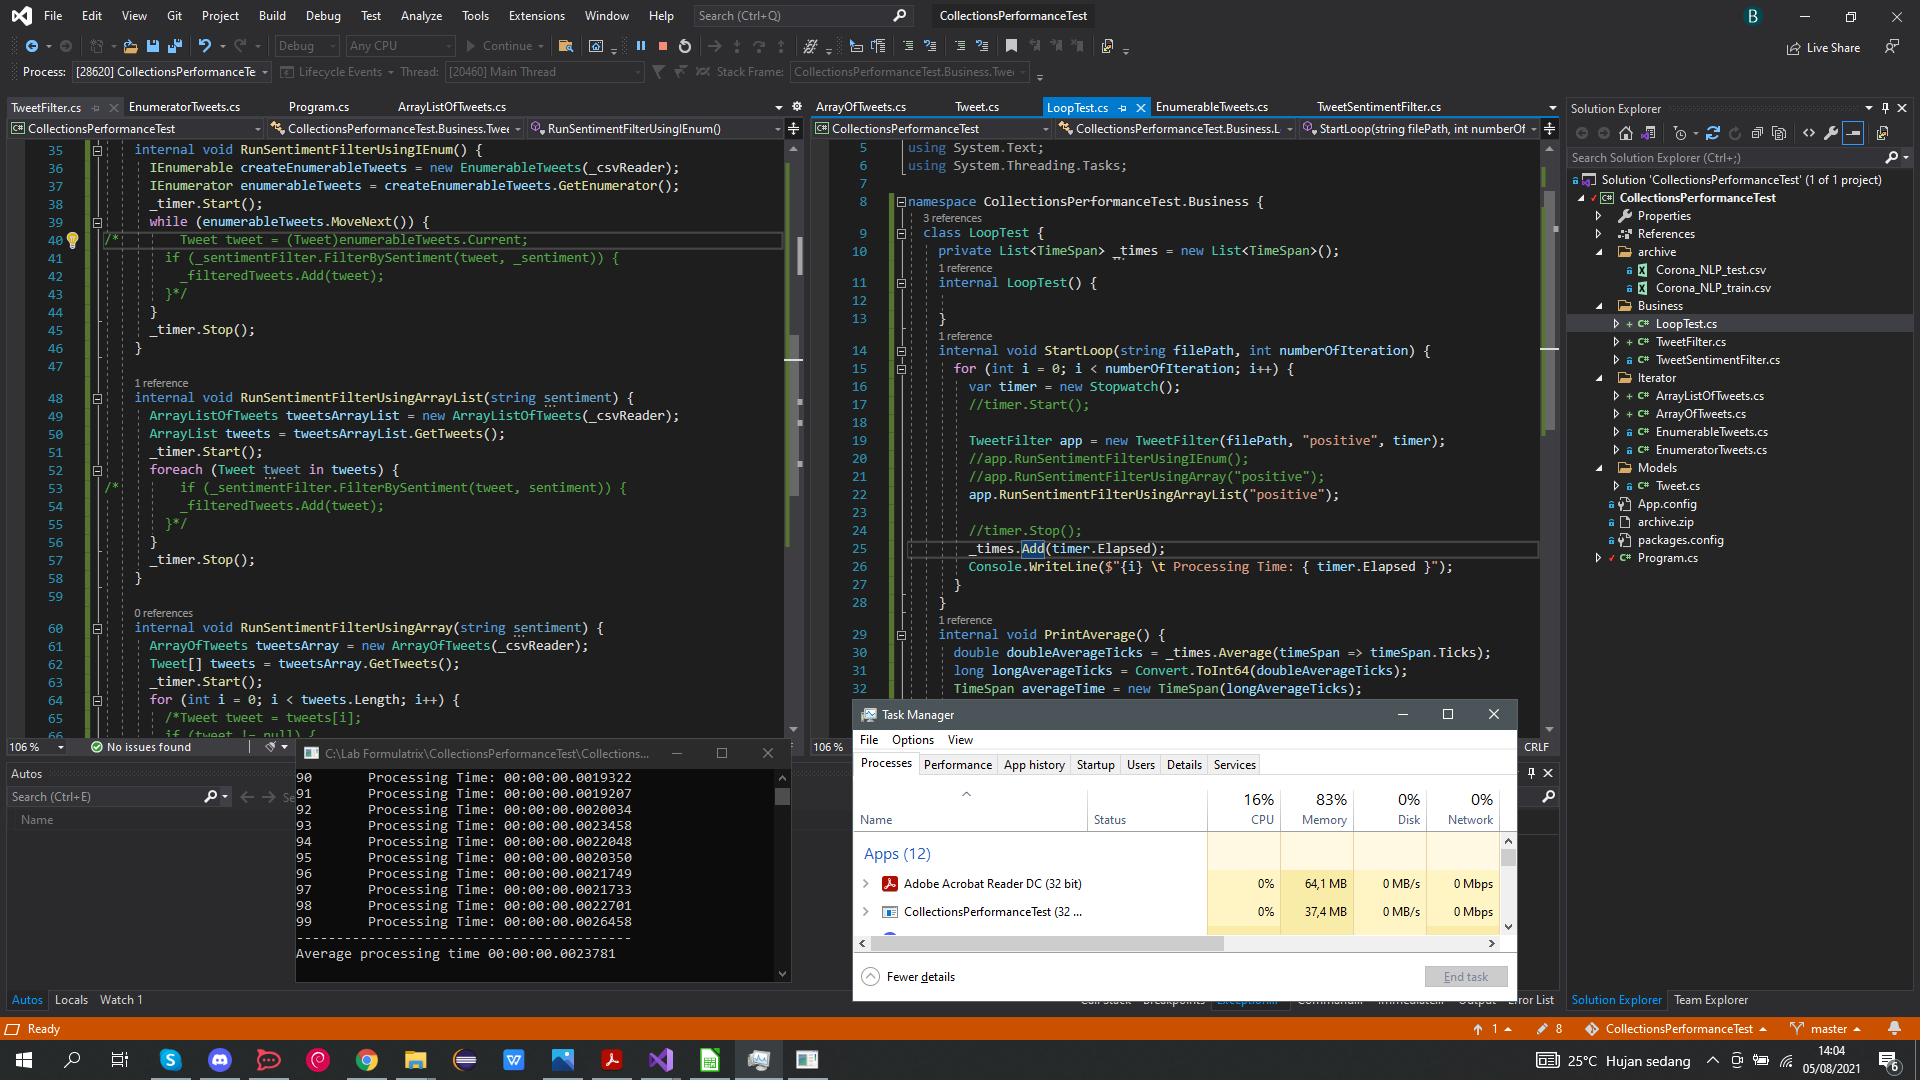 File Edit View Git Project Build Debug Test Analyze Tools Extensions Window Help Search (Ctrl+Q) CollectionsPerformanceTest B
Debug Any CPU Continue Live Share
Process: [28620] CollectionsPerformanceTe Lifecycle Events Thread: [20460] Main Thread Stack Frame: CollectionsPerformanceTest.Business.Twe
TweetFilter.cs EnumeratorTweets.cs Program.cs ArrayListOfTweets.cs
CollectionsPerformanceTest CollectionsPerformanceTest.Business.Twee RunSentimentFilterUsingIEnum()
35 internal void RunSentimentFilterUsingIEnum() {
36 IEnumerable createEnumerableTweets = new EnumerableTweets(_csvReader);
37 IEnumerator enumerableTweets = createEnumerableTweets.GetEnumerator();
38 _timer.Start();
39 while (enumerableTweets.MoveNext()) {
40 /* Tweet tweet = (Tweet)enumerableTweets.Current;
41 if (_sentimentFilter.FilterBySentiment(tweet, _sentiment)) {
42 _filteredTweets.Add(tweet);
43 }*/
44 }
45 _timer.Stop();
46 }
47
1 reference
48 internal void RunSentimentFilterUsingArrayList(string sentiment) {
49 ArrayListOfTweets tweetsArrayList = new ArrayListOfTweets(_csvReader);
50 ArrayList tweets = tweetsArrayList.GetTweets();
51 _timer.Start();
52 foreach (Tweet tweet in tweets) {
53 /* if (_sentimentFilter.FilterBySentiment(tweet, sentiment)) {
54 _filteredTweets.Add(tweet);
55 }*/
56 }
57 _timer.Stop();
58 }
59
0 references
60 internal void RunSentimentFilterUsingArray(string sentiment) {
61 ArrayOfTweets tweetsArray = new ArrayOfTweets(_csvReader);
62 Tweet[] tweets = tweetsArray.GetTweets();
63 _timer.Start();
64 for (int i = 0; i < tweets.Length; i++) {
65 /*Tweet tweet = tweets[i];
66 if (tweet != null) {
106 % No issues found
ArrayOfTweets.cs Tweet.cs LoopTest.cs EnumerableTweets.cs TweetSentimentFilter.cs
CollectionsPerformanceTest CollectionsPerformanceTest.Business.L StartLoop(string filePath, int numberOf
5 using System.Text;
6 using System.Threading.Tasks;
7
8 namespace CollectionsPerformanceTest.Business {
3 references
9 class LoopTest {
10 private List<TimeSpan> _times = new List<TimeSpan>();
1 reference
11 internal LoopTest() {
12
13 }
1 reference
14 internal void StartLoop(string filePath, int numberOfIteration) {
15 for (int i = 0; i < numberOfIteration; i++) {
16 var timer = new Stopwatch();
17 //timer.Start();
18
19 TweetFilter app = new TweetFilter(filePath, "positive", timer);
20 //app.RunSentimentFilterUsingIEnum();
21 //app.RunSentimentFilterUsingArray("positive");
22 app.RunSentimentFilterUsingArrayList("positive");
23
24 //timer.Stop();
25 _times.Add(timer.Elapsed);
26 Console.WriteLine($"{i} \t Processing Time: { timer.Elapsed }");
27 }
28 }
1 reference
29 internal void PrintAverage() {
30 double doubleAverageTicks = _times.Average(timeSpan => timeSpan.Ticks);
31 long longAverageTicks = Convert.ToInt64(doubleAverageTicks);
32 TimeSpan averageTime = new TimeSpan(longAverageTicks);
106 % CRLF
Solution Explorer
Search Solution Explorer (Ctrl+;)
Solution 'CollectionsPerformanceTest' (1 of 1 project)
CollectionsPerformanceTest
Properties
References
archive
Corona_NLP_test.csv
Corona_NLP_train.csv
Business
LoopTest.cs
TweetFilter.cs
TweetSentimentFilter.cs
Iterator
ArrayListOfTweets.cs
ArrayOfTweets.cs
EnumerableTweets.cs
EnumeratorTweets.cs
Models
Tweet.cs
App.config
archive.zip
packages.config
Program.cs
Autos
Search (Ctrl+E)
Name
C:\Lab Formulatrix\CollectionsPerformanceTest\Collections...
90 Processing Time: 00:00:00.0019322
91 Processing Time: 00:00:00.0019207
92 Processing Time: 00:00:00.0020034
93 Processing Time: 00:00:00.0023458
94 Processing Time: 00:00:00.0022048
95 Processing Time: 00:00:00.0020350
96 Processing Time: 00:00:00.0021749
97 Processing Time: 00:00:00.0021733
98 Processing Time: 00:00:00.0022701
99 Processing Time: 00:00:00.0026458
------------------------------------------
Average processing time 00:00:00.0023781
Task Manager
File Options View
Processes Performance App history Startup Users Details Services
16% 83% 0% 0%
Name Status CPU Memory Disk Network
Apps (12)
Adobe Acrobat Reader DC (32 bit) 0% 64,1 MB 0 MB/s 0 Mbps
CollectionsPerformanceTest (32 ... 0% 37,4 MB 0 MB/s 0 Mbps
Fewer details End task
Autos Locals Watch 1
Solution Explorer Team Explorer
Ready 1 8 CollectionsPerformanceTest master
25°C Hujan sedang 14:04
05/08/2021 6